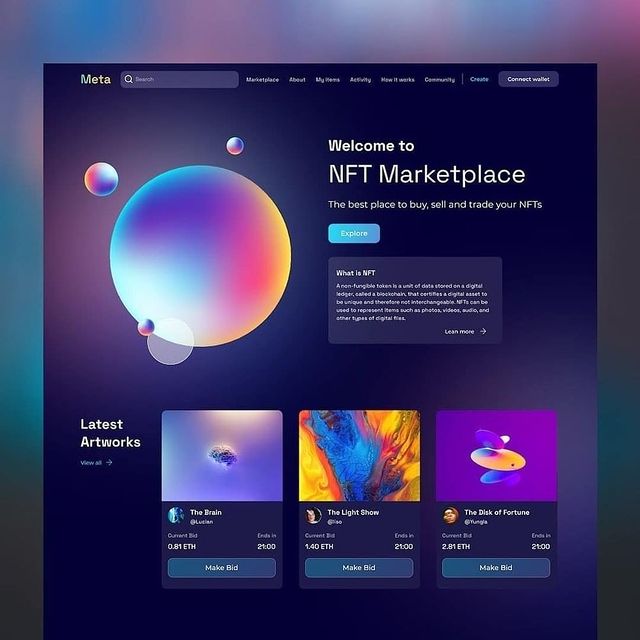 Meta
Search
Marketplace About My items Activity How it works Community Create Connect wallet
Welcome to
NFT Marketplace
The best place to buy, sell and trade your NFTs
Explore
What is NFT
A non-fungible token is a unit of data stored on a digital
ledger, called a blockchain, that certifies a digital asset to
be unique and therefore not interchangeable. NFTs can be
used to represent items such as photos, videos, audio, and
other types of digital files.
Learn more
Latest
Artworks
View all
The Brain
@Lucian
Current Bid Ends in
0.81 ETH 21:00
Make Bid
The Light Show
Current Bid Ends in
1.40 ETH 21:00
Make Bid
The Disk of Fortune
@Yungla
Current Bid Ends in
2.81 ETH 21:00
Make Bid